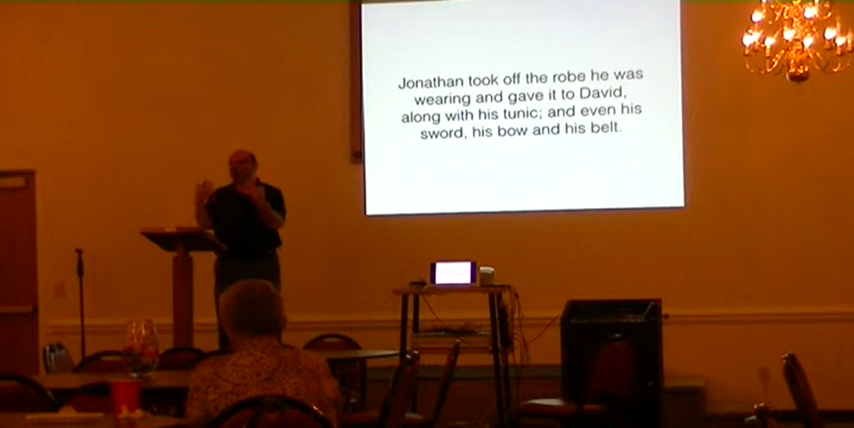 Jonathan took off the robe he was
wearing and gave it to David,
along with his tunic; and even his
sword, his bow and his belt.